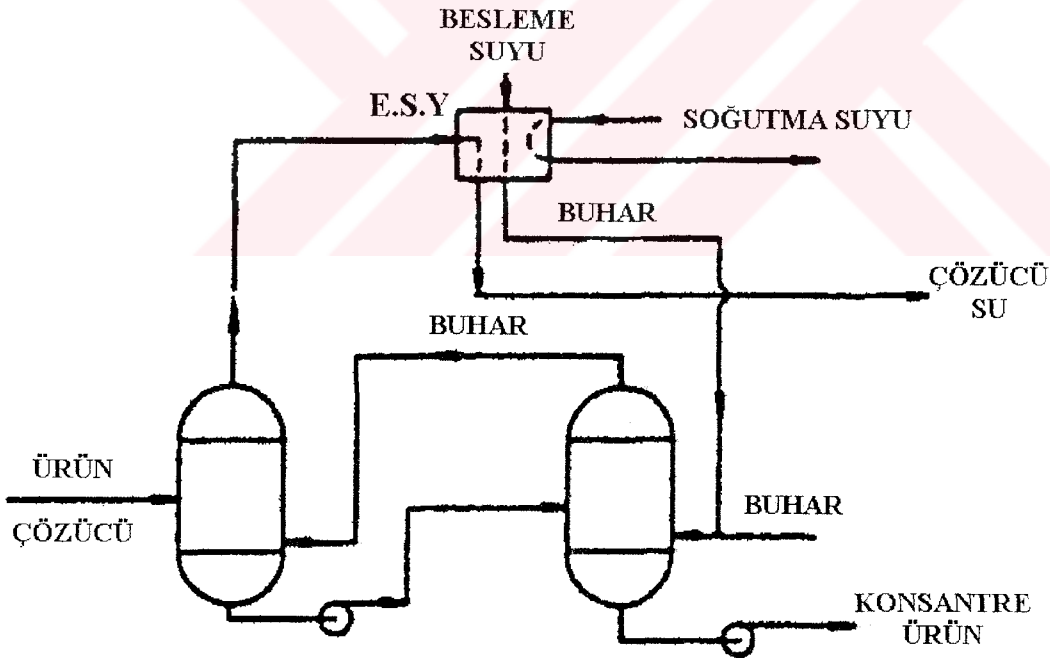 BESLEME
SUYU
E.S.Y
SOĞUTMA SUYU
BUHAR
ÇÖZÜCÜ
SU
BUHAR
ÜRÜN
ÇÖZÜCÜ
BUHAR
KONSANTRE
ÜRÜN